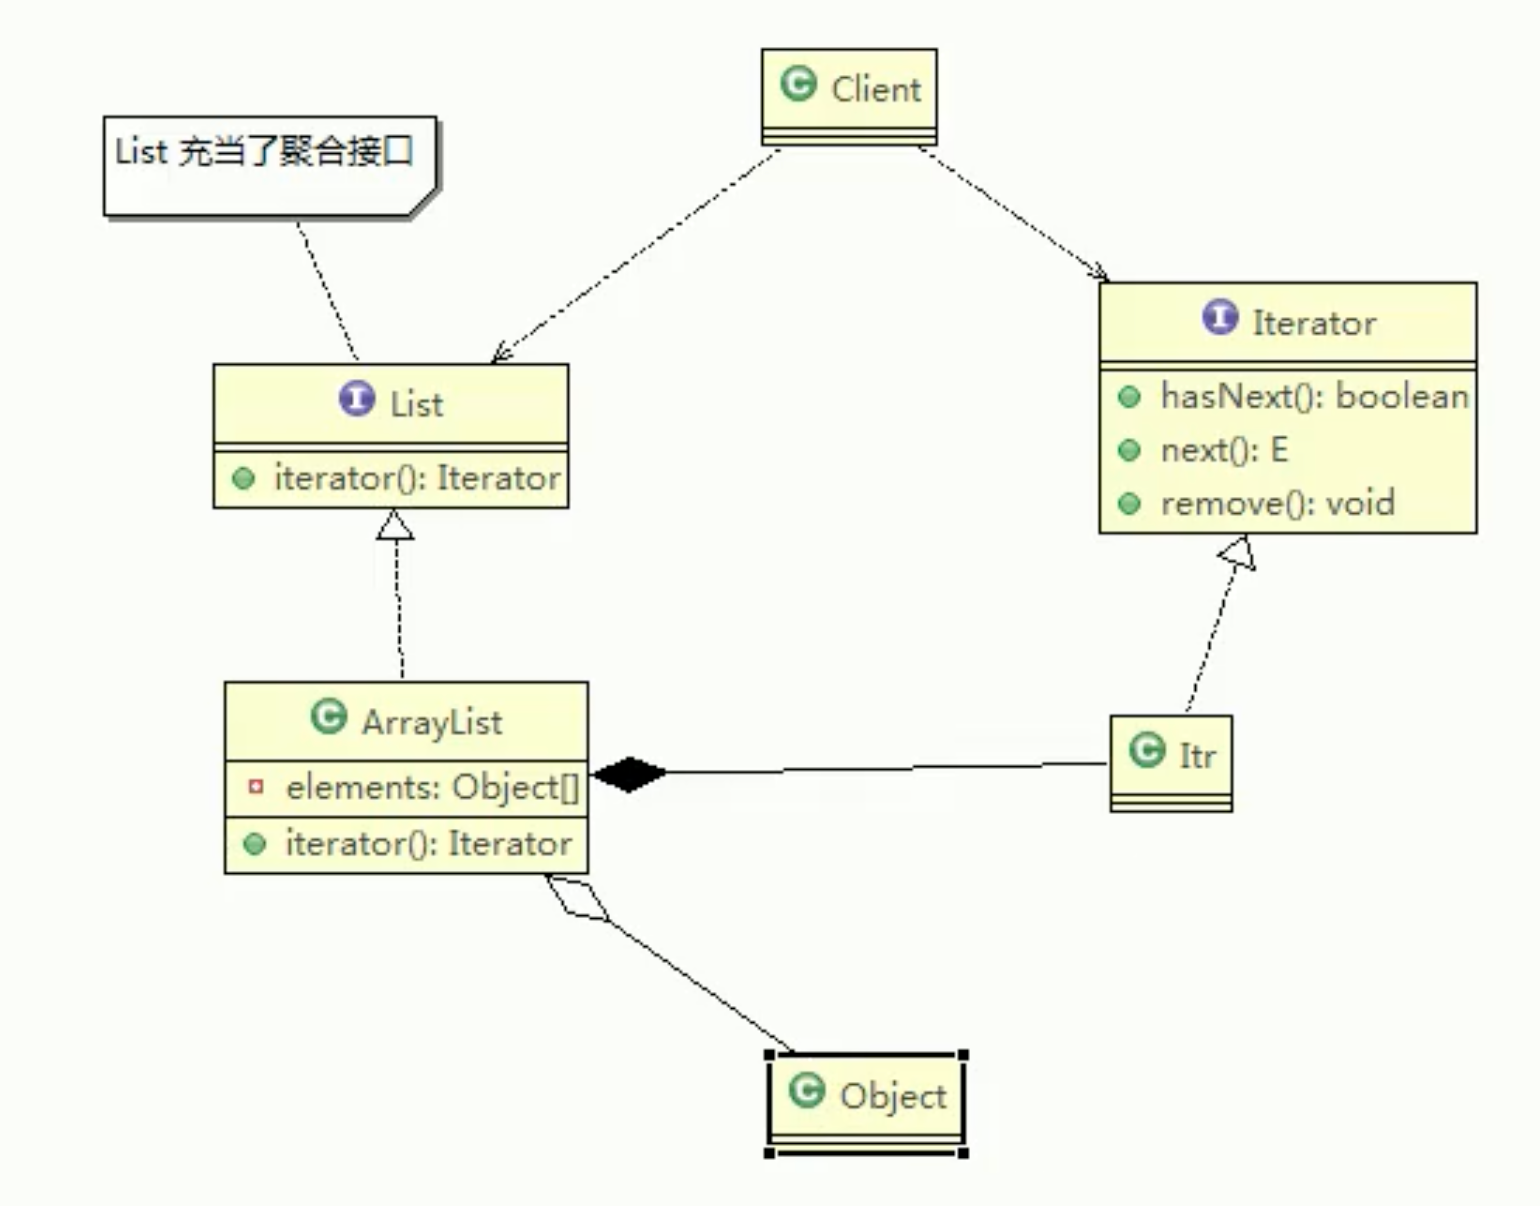 Client
List 充当了聚合接口
Iterator
hasNext(): boolean
next(): E
remove(): void
List
iterator(): Iterator
ArrayList
elements: Object[]
iterator(): Iterator
Itr
Object